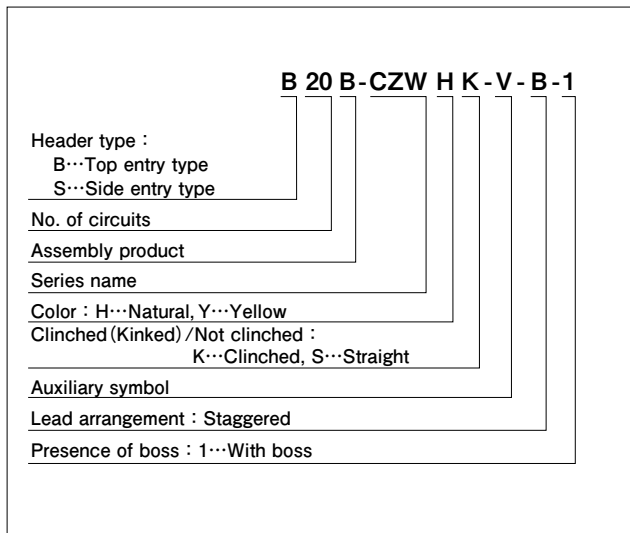 B 20 B-CZW H K-V-B-1
Header type：
B…Top entry type
S…Side entry type
No. of circuits
Assembly product
Series name
Color：H…Natural, Y…Yellow
Clinched(Kinked)/Not clinched：
K…Clinched, S…Straight
Auxiliary symbol
Lead arrangement：Staggered
Presence of boss：1…With boss